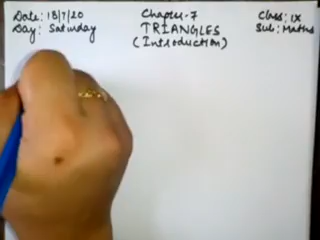 Date: 18/7/20 Chapter-7 Class: IX
Day: Saturday TRIANGLES Sub: Maths
(Introduction)